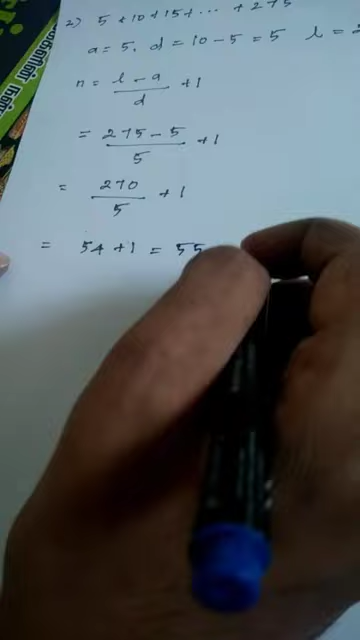 2) 5 + 10 + 15 + ... + 275
a = 5, d = 10 - 5 = 5 l =
n = l - a / d + 1
= 275 - 5 / 5 + 1
= 270 / 5 + 1
= 54 + 1 = 55